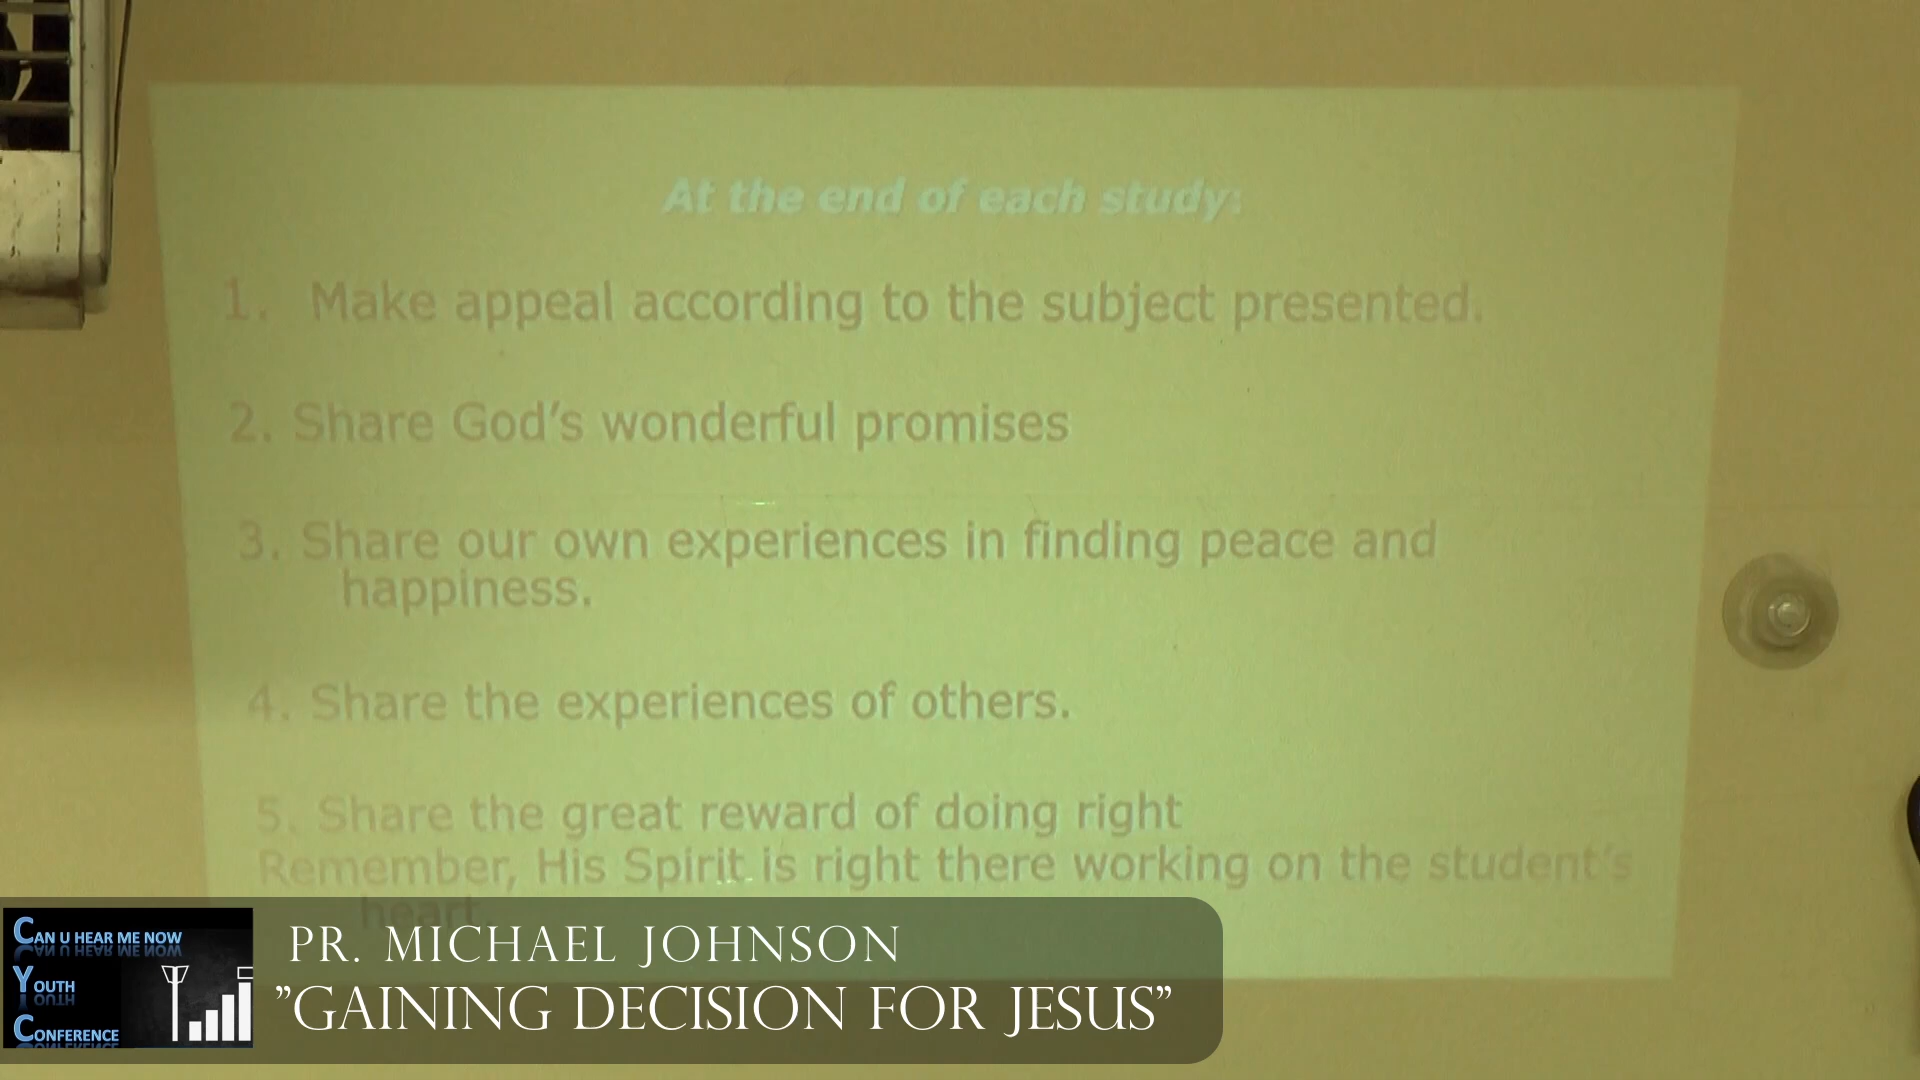 At the end of each study:
1. Make appeal according to the subject presented.
2. Share God's wonderful promises
3. Share our own experiences in finding peace and
happiness.
4. Share the experiences of others.
5. Share the great reward of doing right
Remember, His Spirit is right there working on the student's
heart.
CAN U HEAR ME NOW
YOUTH
CONFERENCE
PR. MICHAEL JOHNSON
"GAINING DECISION FOR JESUS"